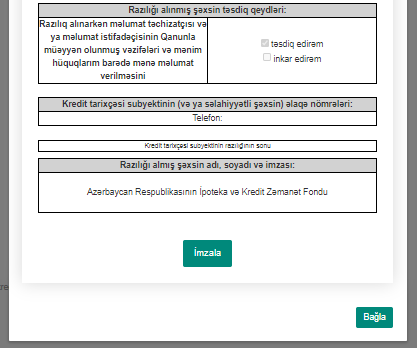 Razılığı alınmış şəxsin təsdiq qeydləri:
Razılıq alınarkən məlumat təchizatçısı və
ya məlumat istifadəçisinin Qanunla
müəyyən olunmuş vəzifələri və mənim
hüquqlarım barədə mənə məlumat
verilməsini
təsdiq edirəm
inkar edirəm
Kredit tarixçəsi subyektinin (və ya səlahiyyətli şəxsin) əlaqə nömrələri:
Telefon:
Kredit tarixçəsi subyektinin razılığının sonu
Razılığı almış şəxsin adı, soyadı və imzası:
Azərbaycan Respublikasının İpoteka və Kredit Zəmanət Fondu
İmzala
re
Bağla